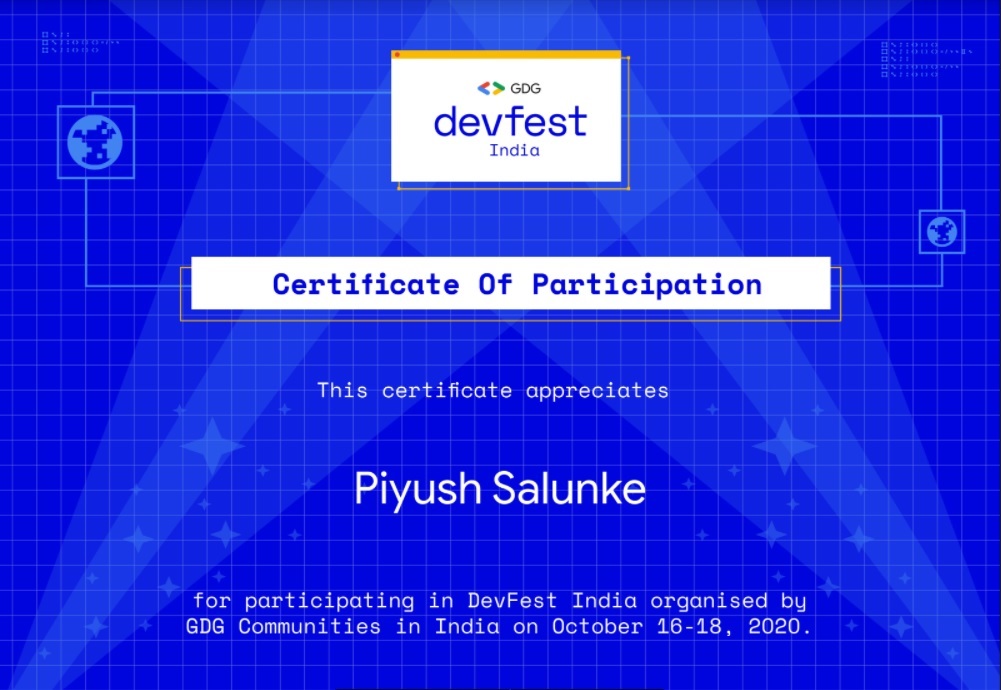 GDG
devfest
India
Certificate Of Participation
This certificate appreciates
Piyush Salunke
for participating in DevFest India organised by
GDG Communities in India on October 16-18, 2020.